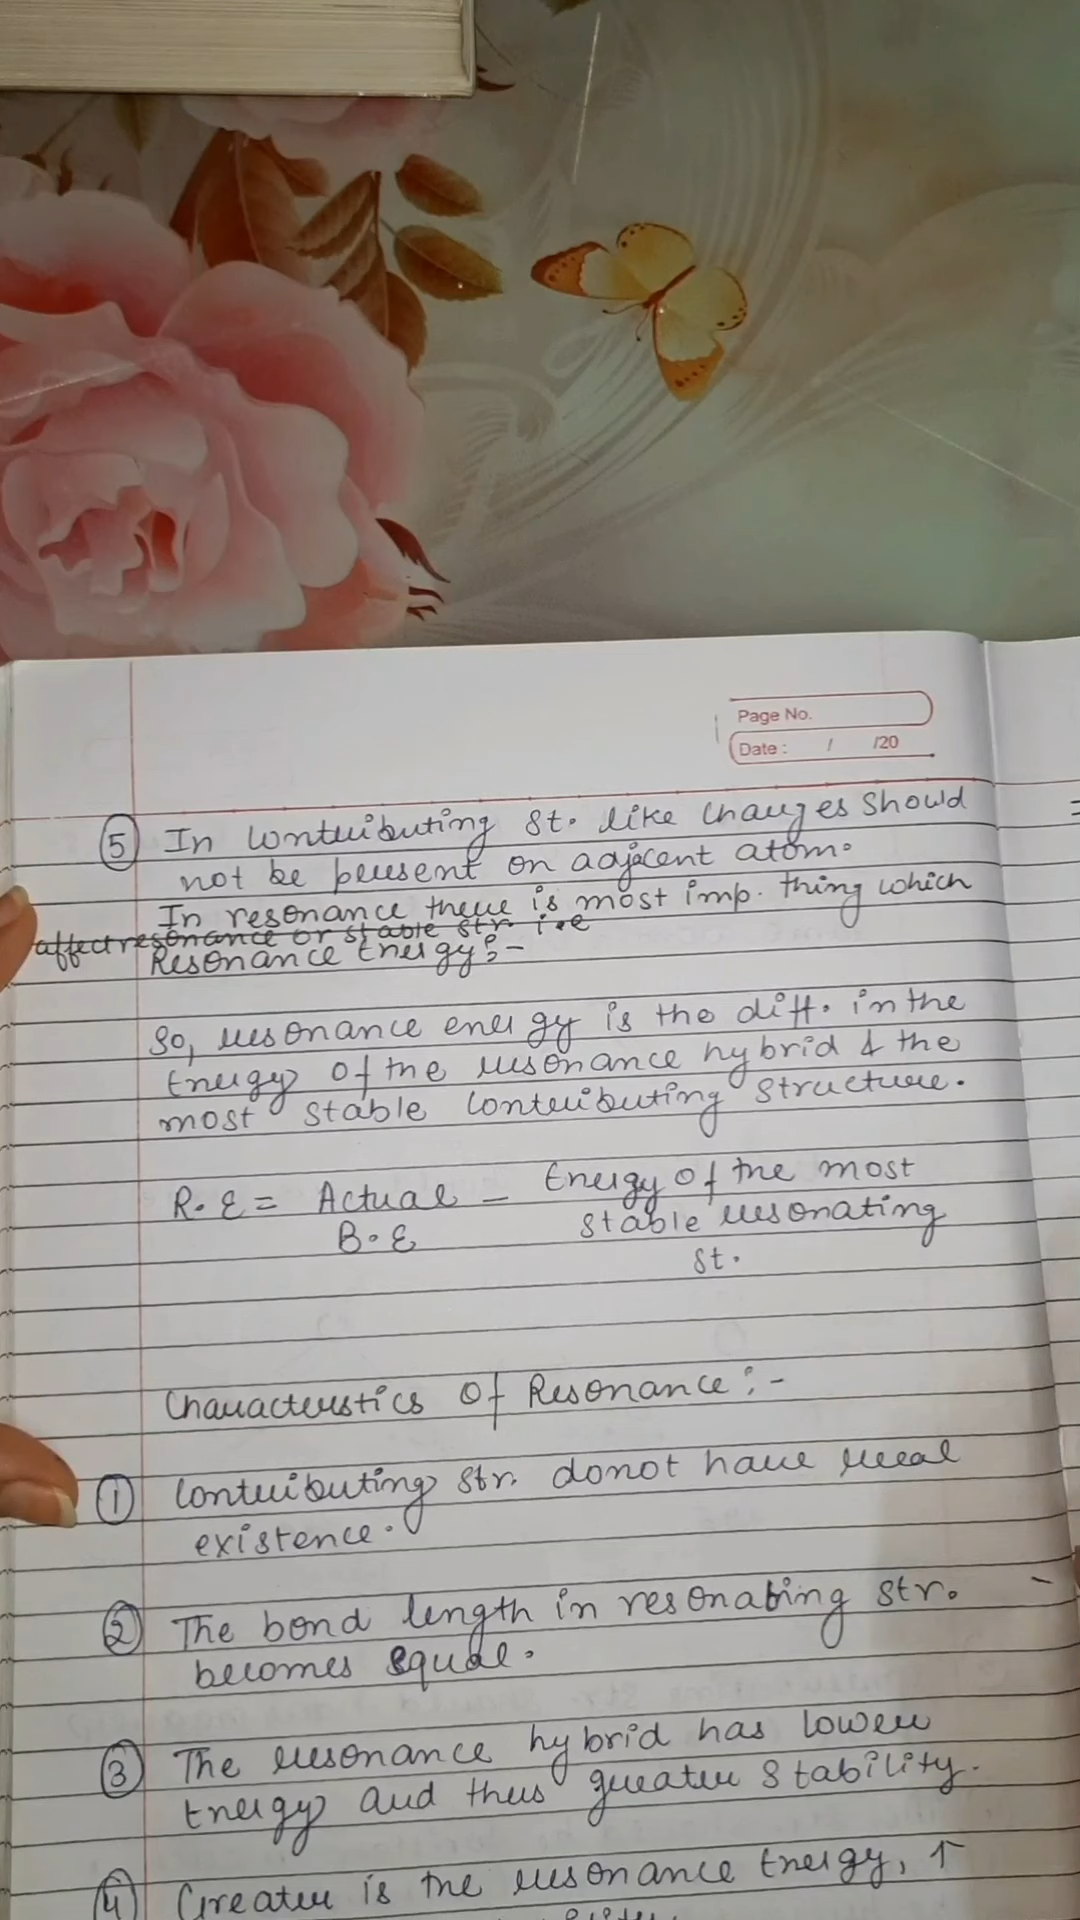 Page No.
Date : / /20
⑤ In Contributing St. like Charges Should
not be present on adjacent atom.
In resonance there is most imp. thing which
affect resonance or stable str. i.e
Resonance Energy :-
So, resonance energy is the diff. in the
Energy of the resonance hybrid & the
most stable Contributing Structure.
R.E = Actual – Energy of the most
B.E stable resonating
St.
Characterstics Of Resonance :-
① Contributing Str. donot have real
existence.
② The bond length in resonating Str.
becomes equal.
③ The resonance hybrid has lower
Energy and thus greater Stability.
④ Greater is the resonance Energy, ↑